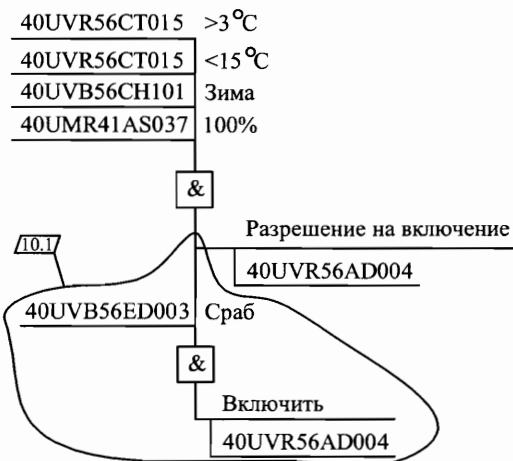 40UVR56CT015 >3°C
40UVR56CT015 <15°C
40UVB56CH101 Зима
40UMR41AS037 100%
&
Разрешение на включение
10.1
40UVR56AD004
40UVB56ED003 Сраб
&
Включить
40UVR56AD004